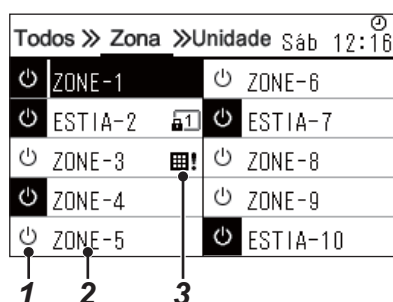 Todos » Zona »Unidade Sáb 12:16
ZONE-1 ZONE-6
ESTIA-2 1 ESTIA-7
ZONE-3 ! ZONE-8
ZONE-4 ZONE-9
ZONE-5 ESTIA-10
1 2 3